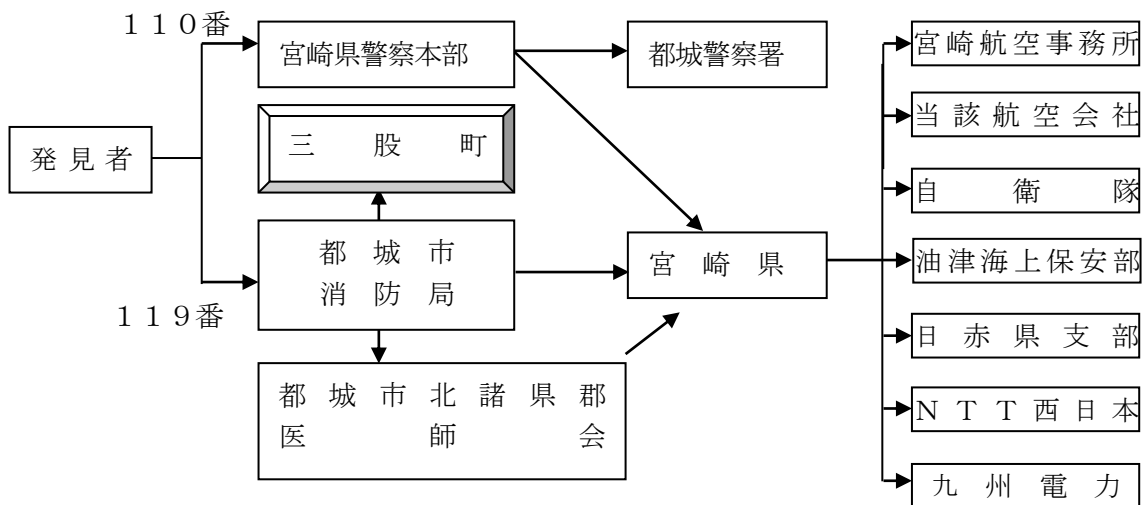 １１０番
宮崎県警察本部
都城警察署
宮崎航空事務所
当該航空会社
三股町
発見者
自衛隊
都城市
消防局
宮崎県
油津海上保安部
１１９番
日赤県支部
都城市北諸県郡
医師会
ＮＴＴ西日本
九州電力